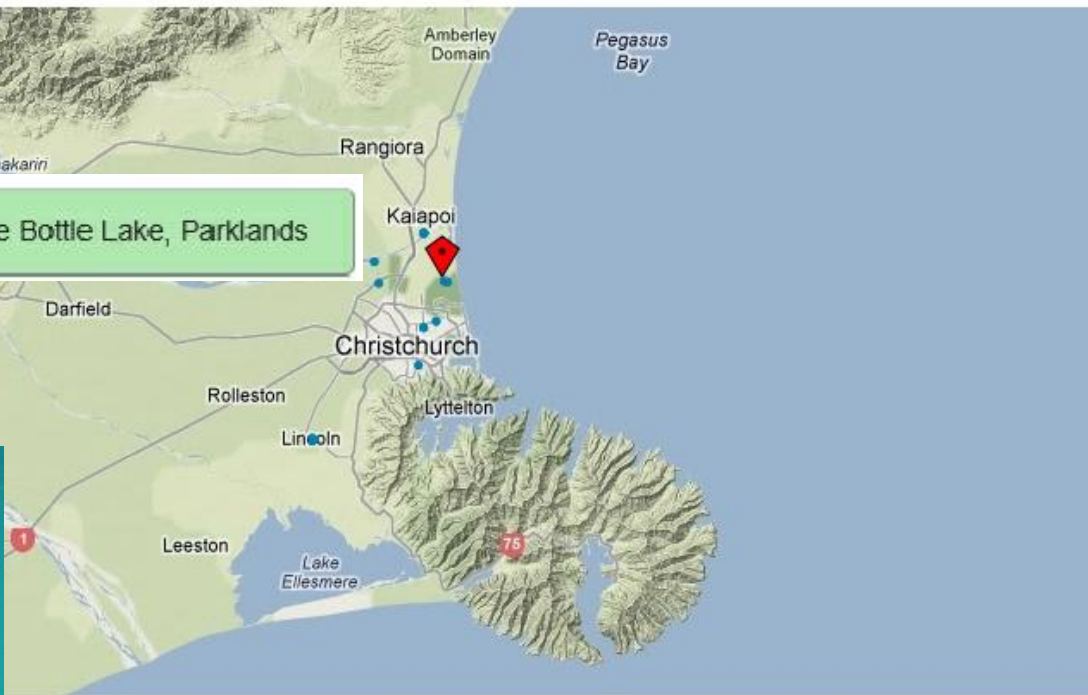 Amberley
Domain
Pegasus
Bay
Rangiora
akariri
Kaiapoi
e Bottle Lake, Parklands
Darfield
Christchurch
Rolleston
Lyttelton
Lincoln
1
75
Leeston
Lake
Ellesmere